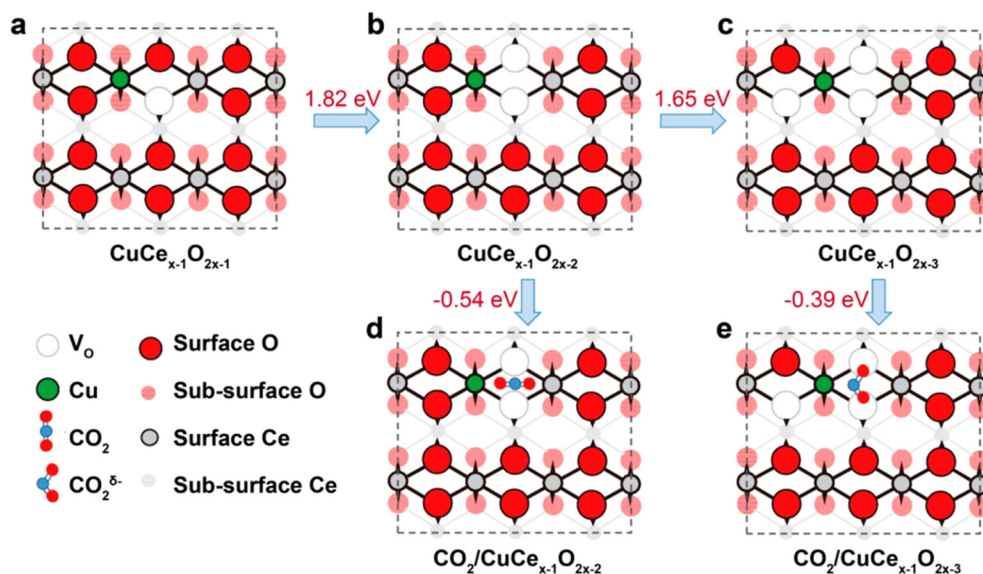 a
b
c
1.82 eV
1.65 eV
CuCeₓ₋₁O₂ₓ₋₁
CuCeₓ₋₁O₂ₓ₋₂
CuCeₓ₋₁O₂ₓ₋₃
-0.54 eV
-0.39 eV
d
e
Vₒ
Surface O
Cu
Sub-surface O
CO₂
Surface Ce
CO₂ᵟ⁻
Sub-surface Ce
CO₂/CuCeₓ₋₁O₂ₓ₋₂
CO₂/CuCeₓ₋₁O₂ₓ₋₃